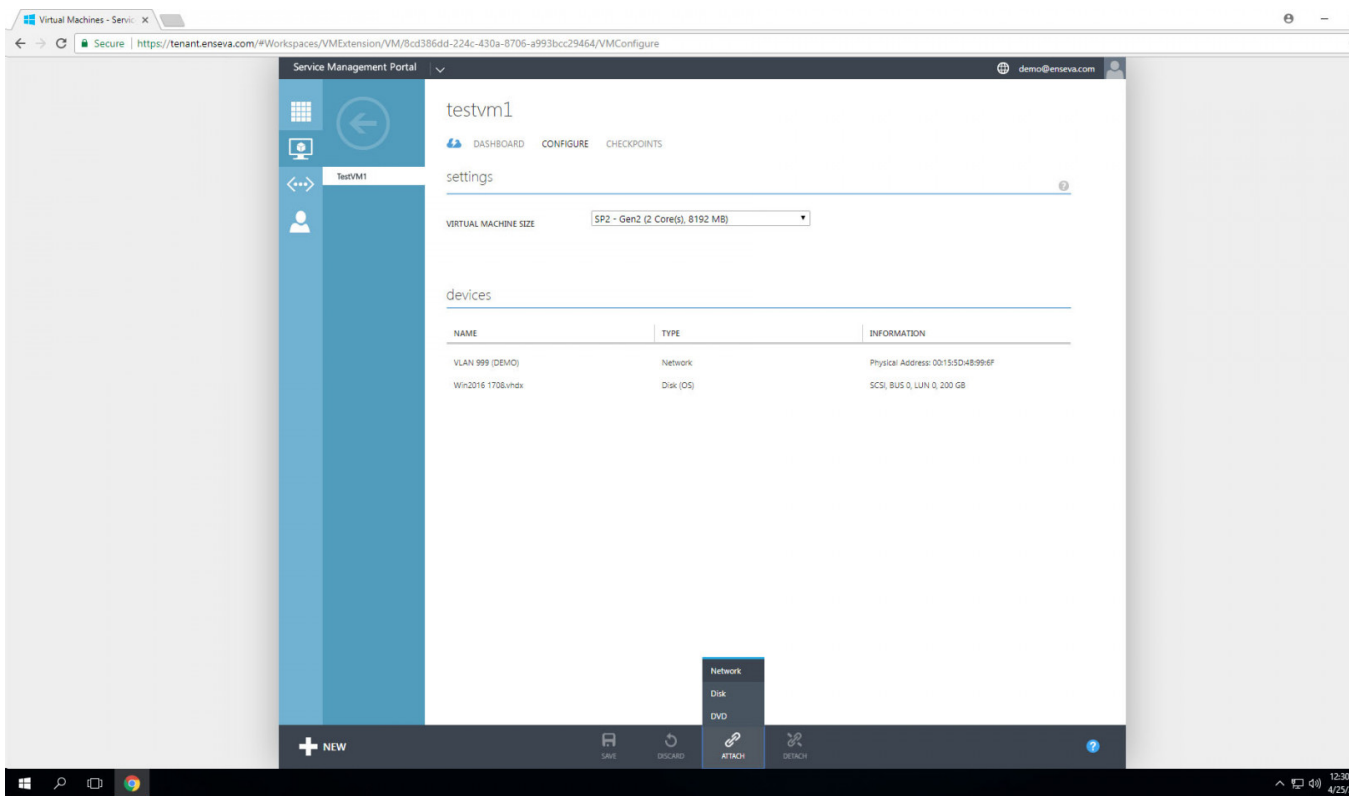 Virtual Machines - Servic
Secure | https://tenant.enseva.com/#Workspaces/VMExtension/VM/8cd386dd-224c-430a-8706-a993bcc29464/VMConfigure
Service Management Portal
demo@enseva.com
testvm1
DASHBOARD CONFIGURE CHECKPOINTS
TestVM1
settings
VIRTUAL MACHINE SIZE SP2 - Gen2 (2 Core(s), 8192 MB)
devices
NAME TYPE INFORMATION
VLAN 999 (DEMO) Network Physical Address: 00:15:5D:4B:99:6F
Win2016 1708.vhdx Disk (OS) SCSI, BUS 0, LUN 0, 200 GB
Network
Disk
DVD
NEW SAVE DISCARD ATTACH DETACH
12:30
4/25/